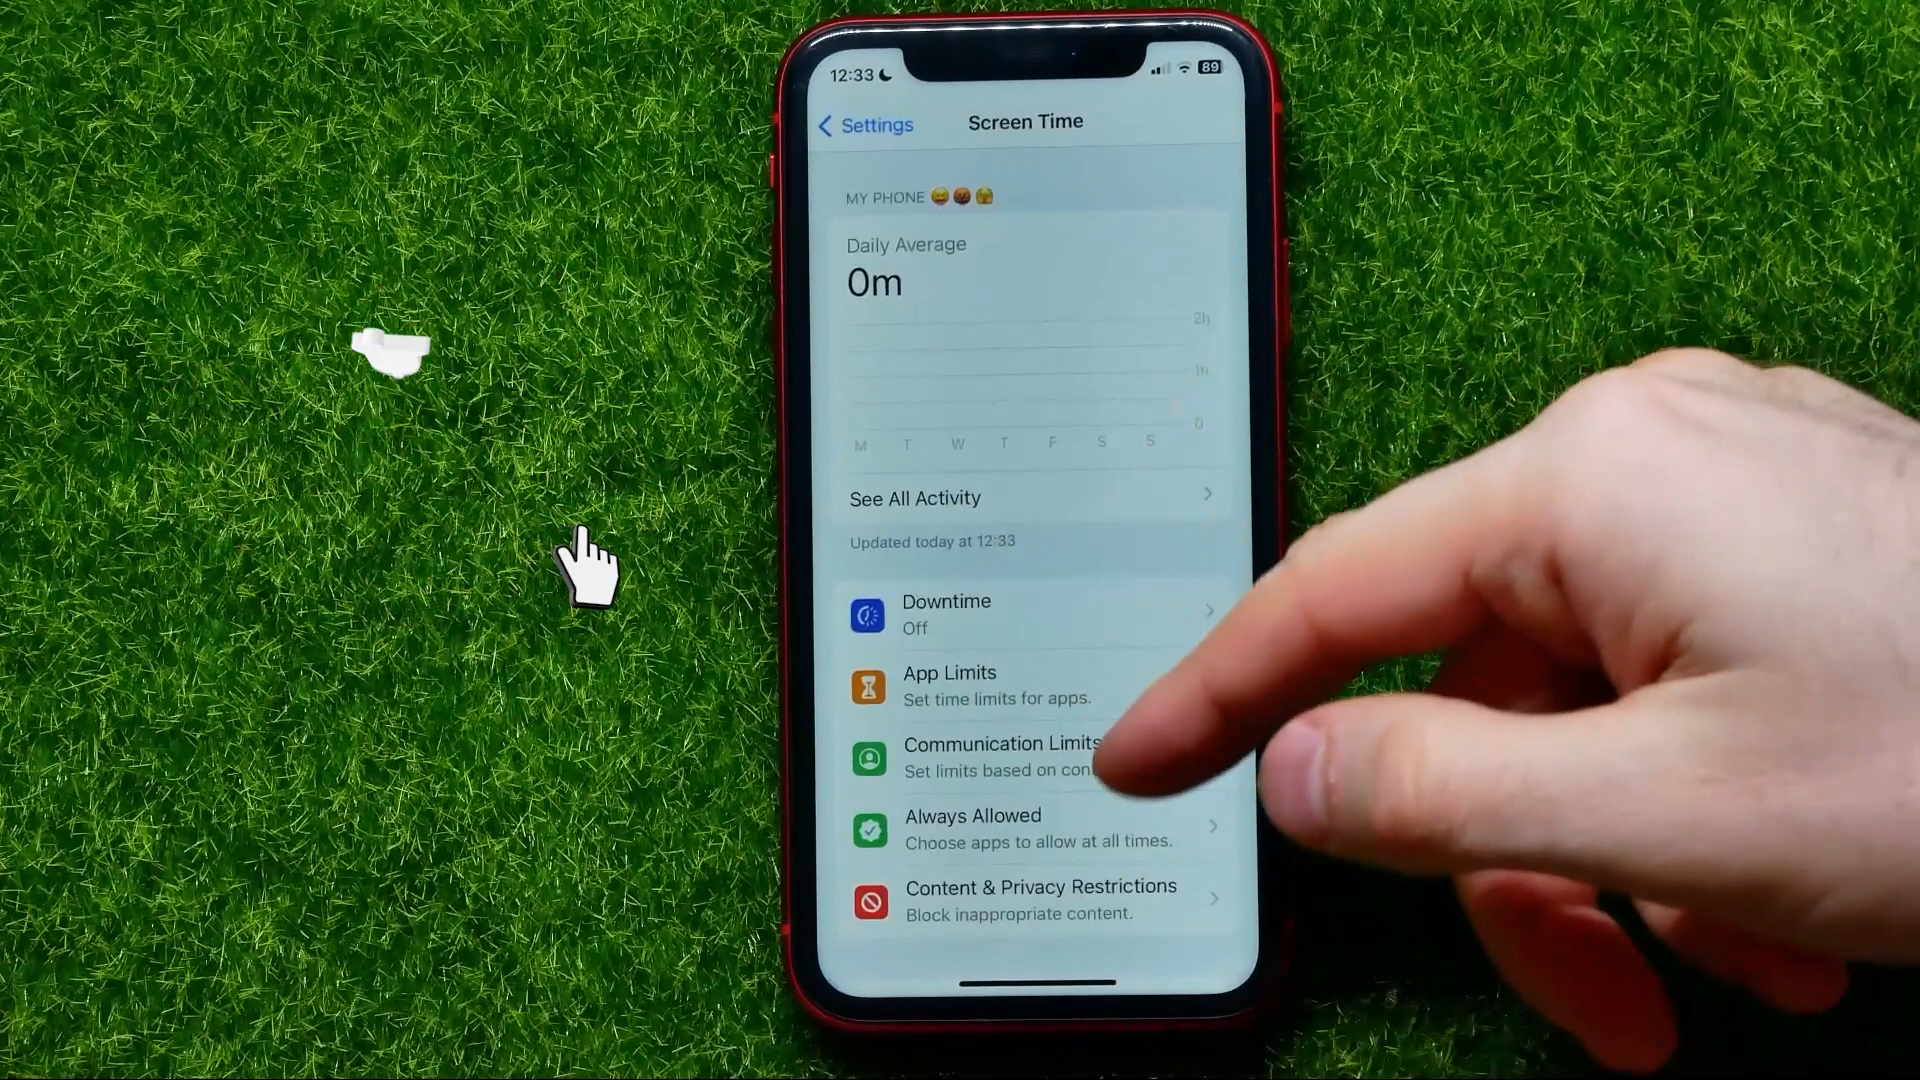 12:33
89
Settings
Screen Time
MY PHONE 😝🤬🫣
Daily Average
0m
2h
1h
0
M T W T F S S
See All Activity
Updated today at 12:33
Downtime
Off
App Limits
Set time limits for apps.
Communication Limits
Set limits based on con
Always Allowed
Choose apps to allow at all times.
Content & Privacy Restrictions
Block inappropriate content.